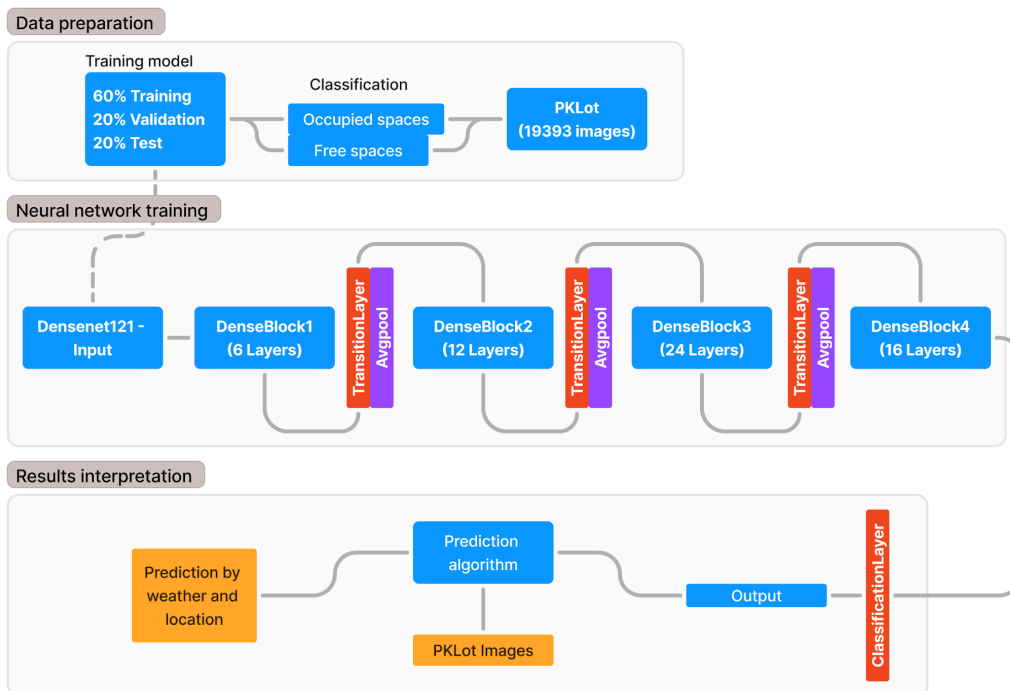 Data preparation
Training model
60% Training
20% Validation
20% Test
Classification
Occupied spaces
Free spaces
PKLot
(19393 images)
Neural network training
Densenet121 -
Input
DenseBlock1
(6 Layers)
TransitionLayer
Avgpool
DenseBlock2
(12 Layers)
TransitionLayer
Avgpool
DenseBlock3
(24 Layers)
TransitionLayer
Avgpool
DenseBlock4
(16 Layers)
Results interpretation
Prediction by
weather and
location
Prediction
algorithm
PKLot Images
Output
ClassificationLayer